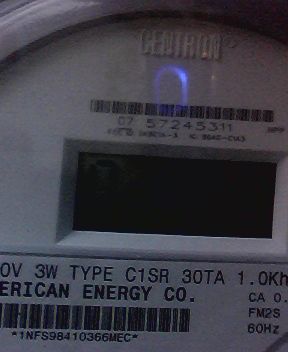 CENTRON
07 57245311
0V 3W TYPE C1SR 30TA 1.0Kh
ERICAN ENERGY CO.
CA 0.
FM2S
60Hz
*1NFS98410366MEC*